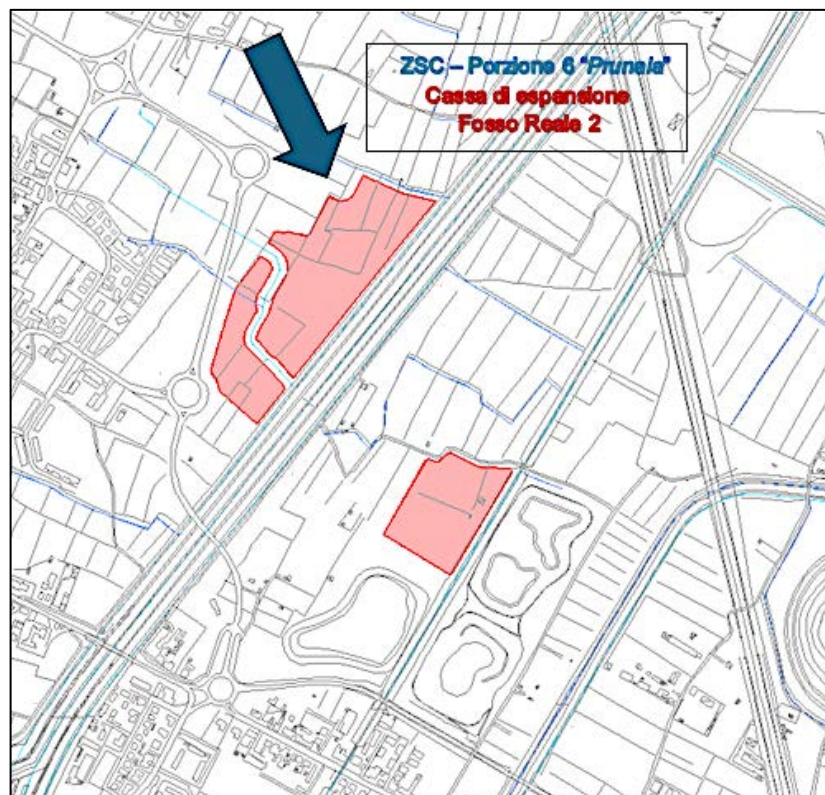 ZSC – Porzione 6 "Prunaia"
Cassa di espansione
Fosso Reale 2